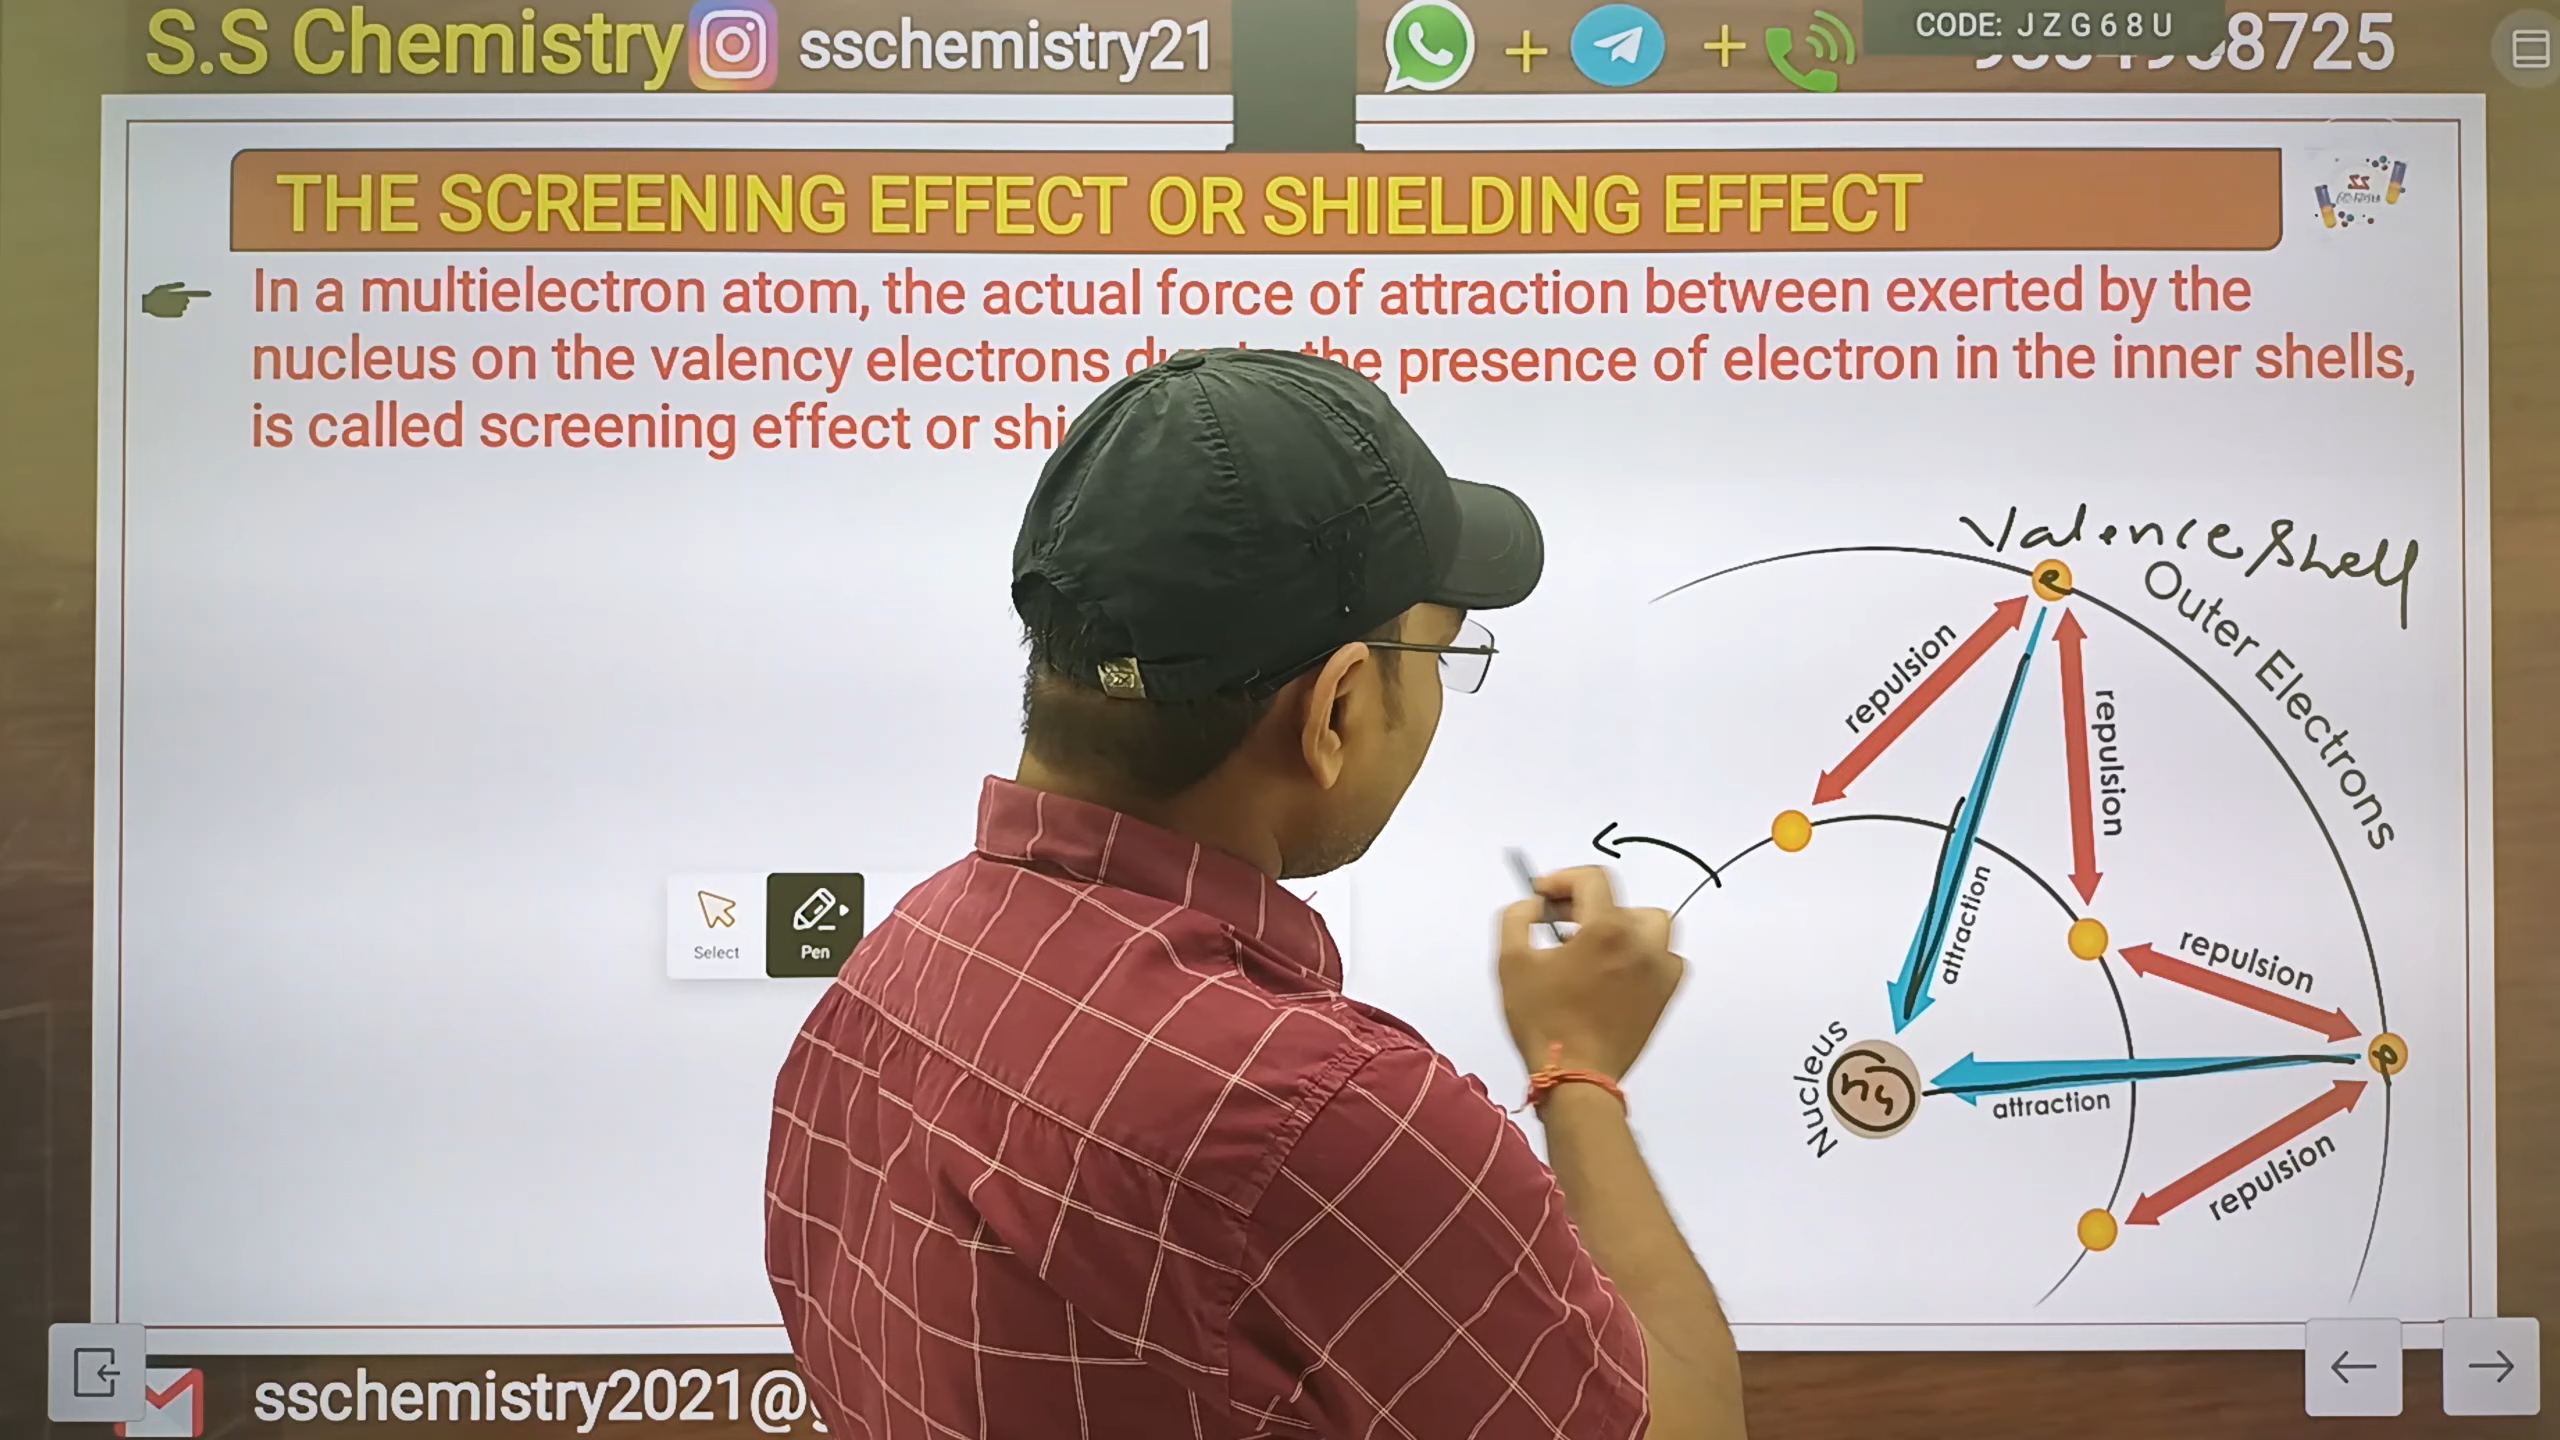 S.S Chemistry
sschemistry21
+
+
CODE: J Z G 6 8 U
8725
THE SCREENING EFFECT OR SHIELDING EFFECT
In a multielectron atom, the actual force of attraction between exerted by the
nucleus on the valency electrons the presence of electron in the inner shells,
is called screening effect or
Valence Shell
Outer Electrons
e
repulsion
repulsion
attraction
repulsion
Nucleus
attraction
e
repulsion
Select
Pen
sschemistry2021@